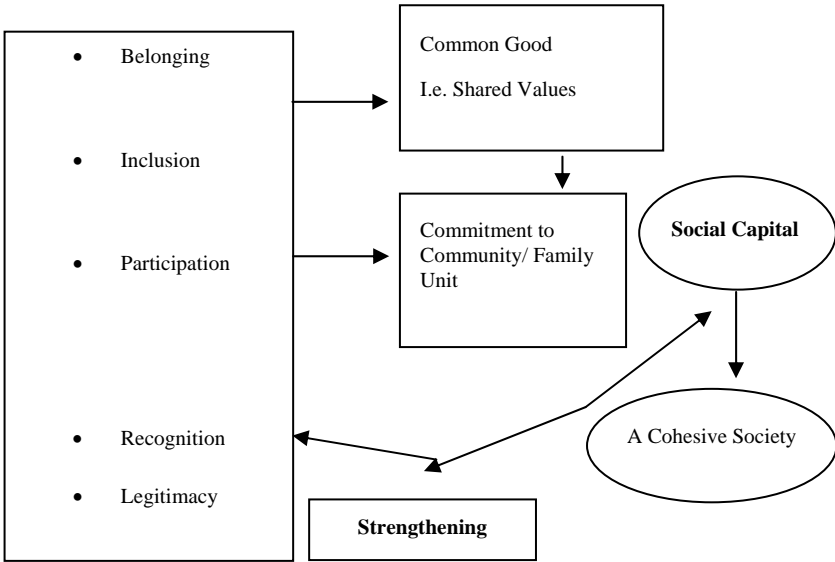 • Belonging
• Inclusion
• Participation
• Recognition
• Legitimacy
Common Good
I.e. Shared Values
Commitment to
Community/ Family
Unit
Social Capital
A Cohesive Society
Strengthening